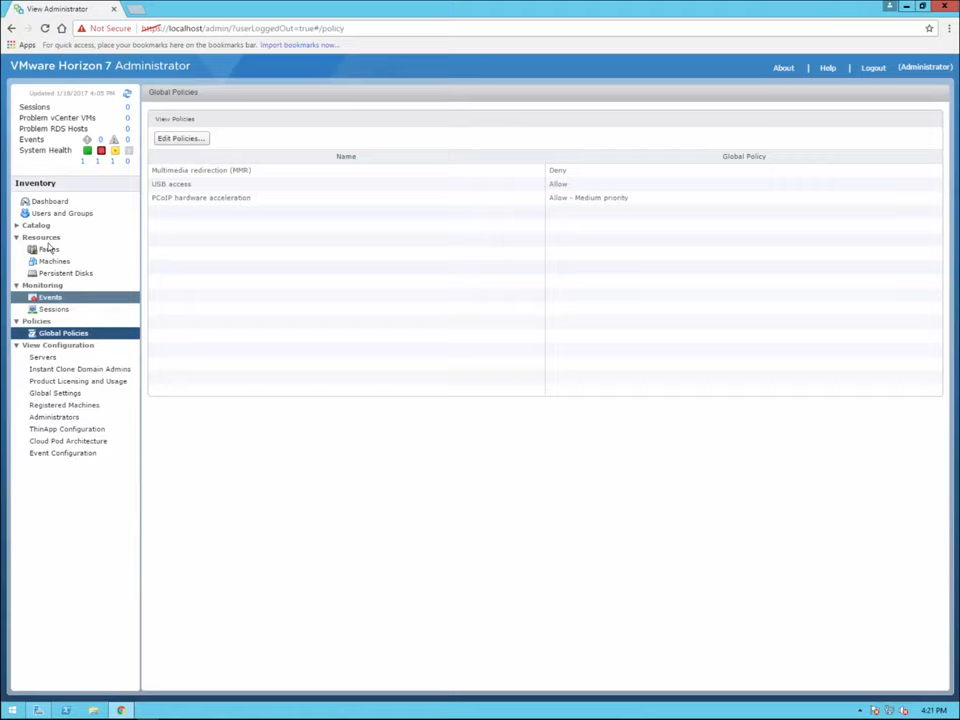 View Administrator
Not Secure https://localhost/admin/?userLoggedOut=true#/policy
Apps For quick access, place your bookmarks here on the bookmarks bar. Import bookmarks now...
VMware Horizon 7 Administrator
About Help Logout (Administrator)
Updated 1/18/2017 4:05 PM
Global Policies
Sessions 0
Problem vCenter VMs 0
Problem RDS Hosts 0
Events 0 0
System Health
1 1 1 0
View Policies
Edit Policies...
Name Global Policy
Multimedia redirection (MMR) Deny
USB access Allow
PCoIP hardware acceleration Allow - Medium priority
Inventory
Dashboard
Users and Groups
Catalog
Resources
Farms
Machines
Persistent Disks
Monitoring
Events
Sessions
Policies
Global Policies
View Configuration
Servers
Instant Clone Domain Admins
Product Licensing and Usage
Global Settings
Registered Machines
Administrators
ThinApp Configuration
Cloud Pod Architecture
Event Configuration
4:21 PM